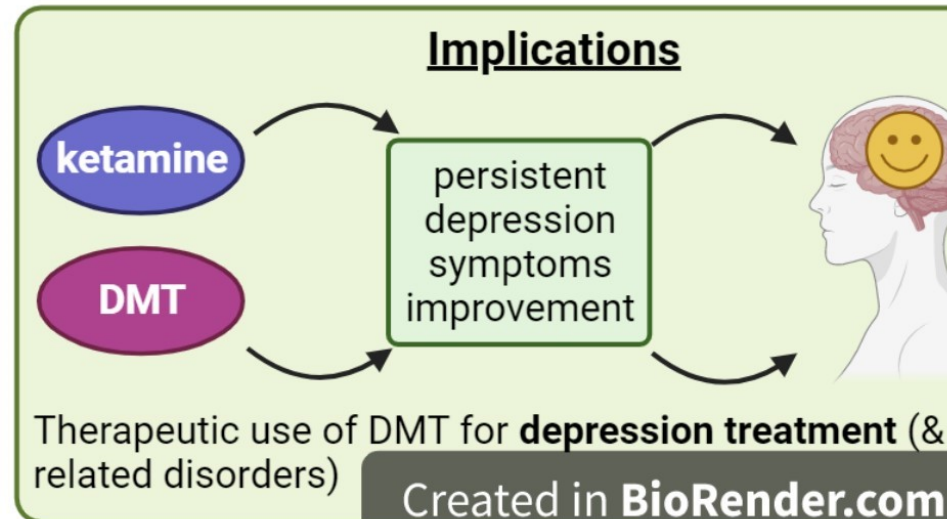 Implications
ketamine
persistent
depression
symptoms
improvement
DMT
Therapeutic use of DMT for depression treatment (&
related disorders)
Created in BioRender.com